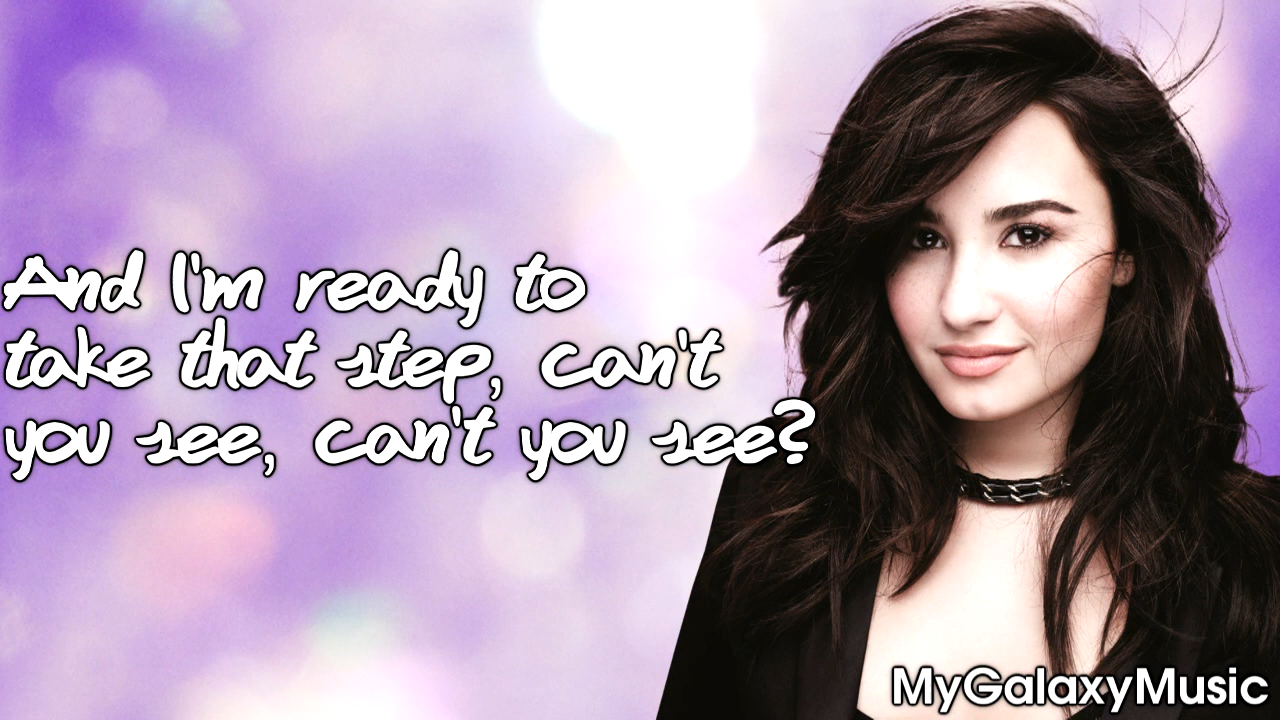 And I'm ready to
take that step, can't
you see, can't you see?
MyGalaxyMusic